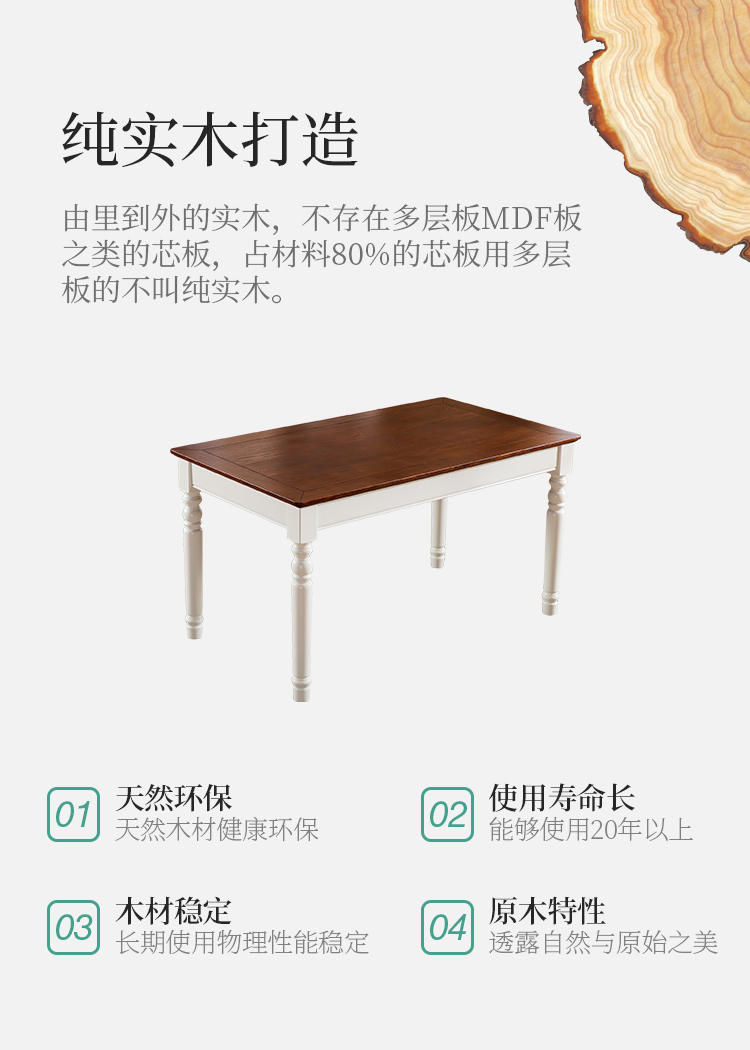 纯实木打造
由里到外的实木，不存在多层板MDF板
之类的芯板，占材料80%的芯板用多层
板的不叫纯实木。
01 天然环保
天然木材健康环保
02 使用寿命长
能够使用20年以上
03 木材稳定
长期使用物理性能稳定
04 原木特性
透露自然与原始之美